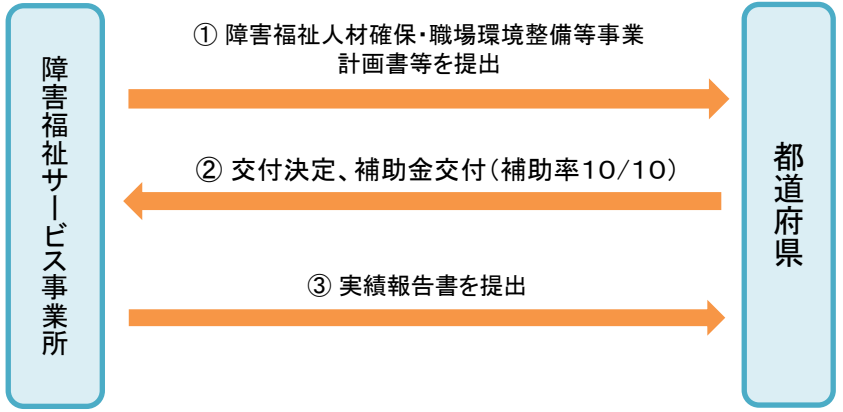 障害福祉サービス事業所
① 障害福祉人材確保・職場環境整備等事業
計画書等を提出
② 交付決定、補助金交付（補助率１０/１０）
③ 実績報告書を提出
都道府県